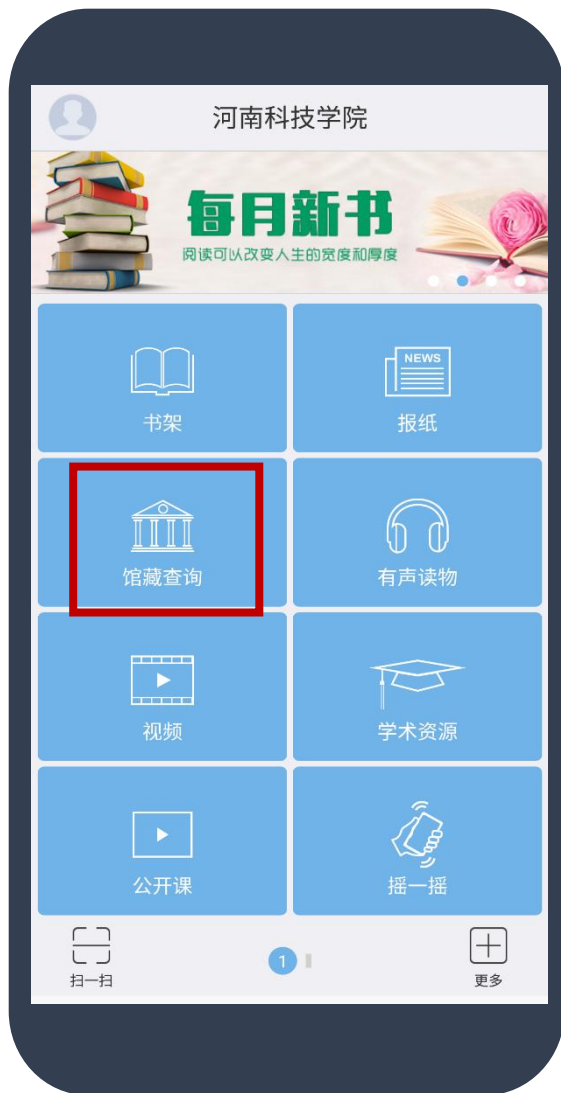 河南科技学院
每月新书
阅读可以改变人生的宽度和厚度
书架
NEWS
报纸
馆藏查询
有声读物
视频
学术资源
公开课
摇一摇
扫一扫
1
更多